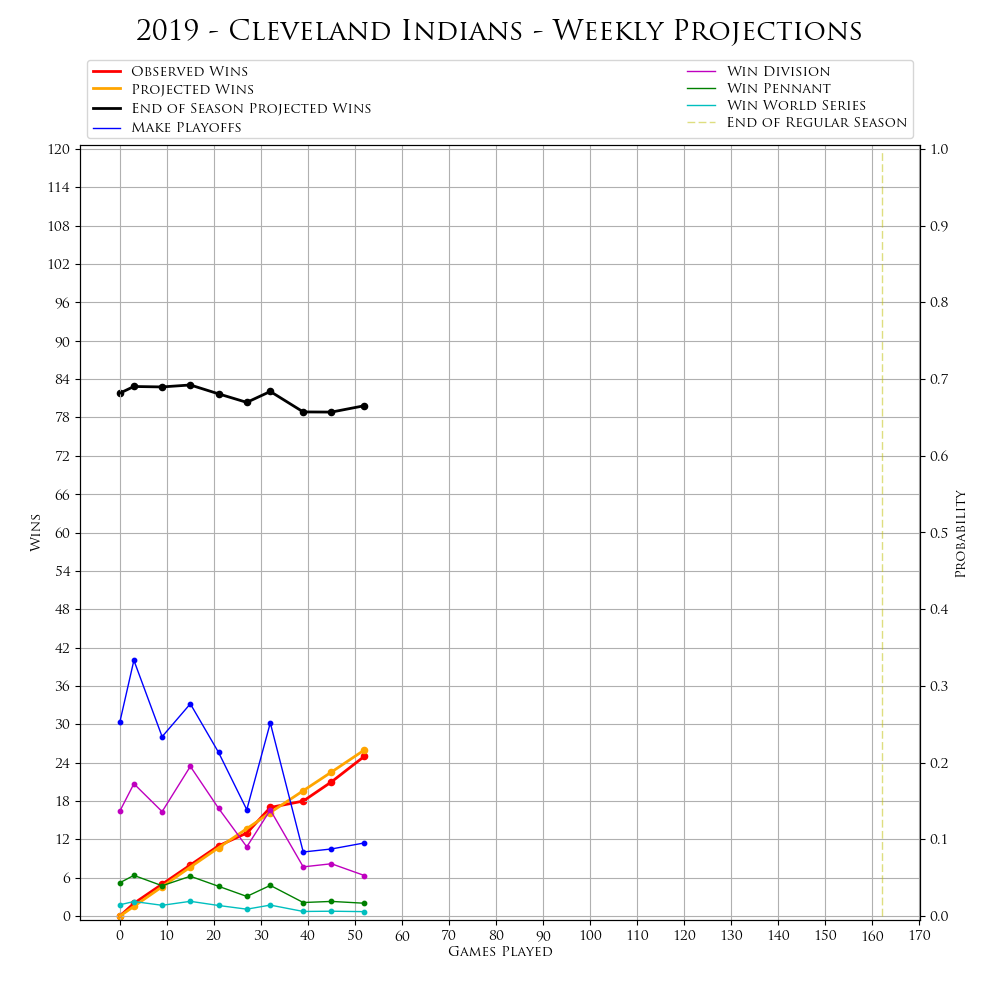 2019 - Cleveland Indians - Weekly Projections
Observed Wins
Projected Wins
End of Season Projected Wins
Make Playoffs
Win Division
Win Pennant
Win World Series
End of Regular Season
120
114
108
102
96
90
84
78
72
66
60
54
48
42
36
30
24
18
12
6
0
Wins
1.0
0.9
0.8
0.7
0.6
0.5
0.4
0.3
0.2
0.1
0.0
Probability
0 10 20 30 40 50 60 70 80 90 100 110 120 130 140 150 160 170
Games Played